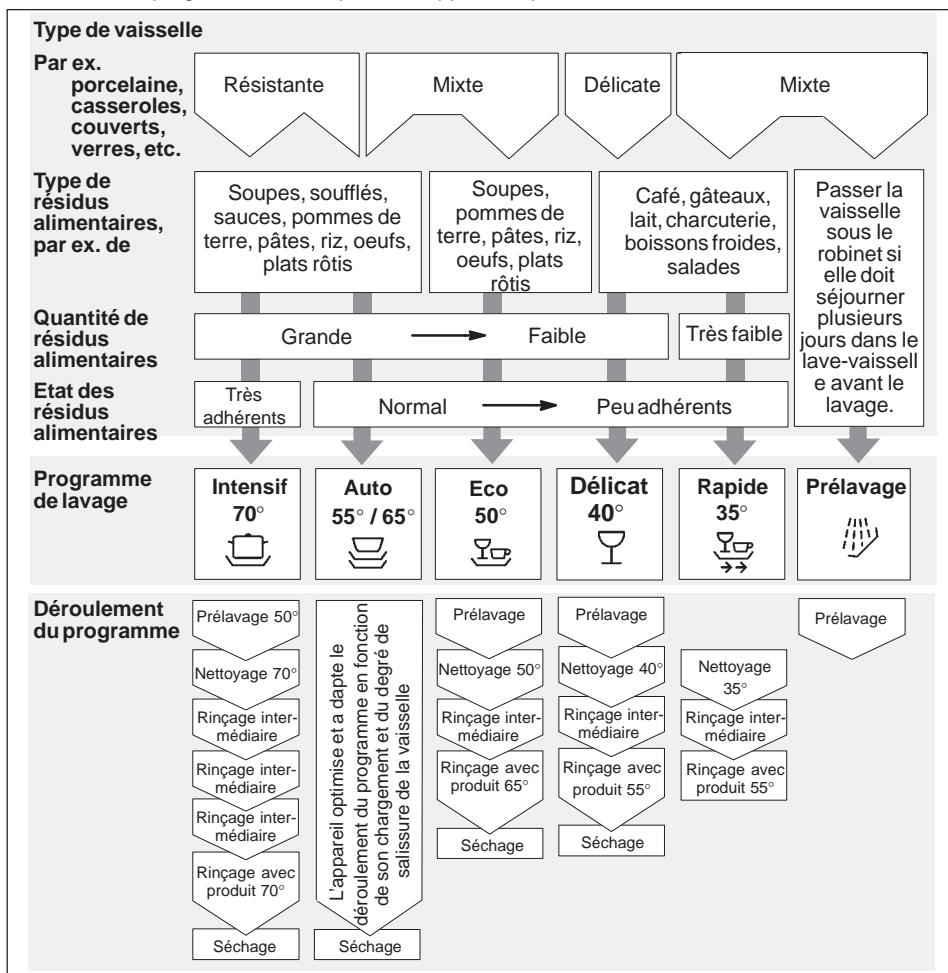 Type de vaisselle
Par ex.
porcelaine,
casseroles,
couverts,
verres, etc.
Résistante
Mixte
Délicate
Mixte
Type de
résidus
alimentaires,
par ex. de
Soupes, soufflés,
sauces, pommes de
terre, pâtes, riz, oeufs,
plats rôtis
Soupes,
pommes de
terre, pâtes, riz,
oeufs, plats
rôtis
Café, gâteaux,
lait, charcuterie,
boissons froides,
salades
Passer la
vaisselle
sous le
robinet si
elle doit
séjourner
plusieurs
jours dans le
lave-vaissell
e avant le
lavage.
Quantité de
résidus
alimentaires
Grande
Faible
Très faible
Etat des
résidus
alimentaires
Très
adhérents
Normal
Peu adhérents
Programme
de lavage
Intensif
70°
Auto
55° / 65°
Eco
50°
Délicat
40°
Rapide
35°
Prélavage
Déroulement
du programme
Prélavage 50°
Nettoyage 70°
Rinçage inter-
médiaire
Rinçage inter-
médiaire
Rinçage inter-
médiaire
Rinçage avec
produit 70°
Séchage
L'appareil optimise et a dapte le
déroulement du programme en fonction
de son chargement et du degré de
salissure de la vaisselle
Séchage
Prélavage
Nettoyage 50°
Rinçage inter-
médiaire
Rinçage avec
produit 65°
Séchage
Prélavage
Nettoyage 40°
Rinçage inter-
médiaire
Rinçage avec
produit 55°
Séchage
Nettoyage
35°
Rinçage inter-
médiaire
Rinçage avec
produit 55°
Prélavage